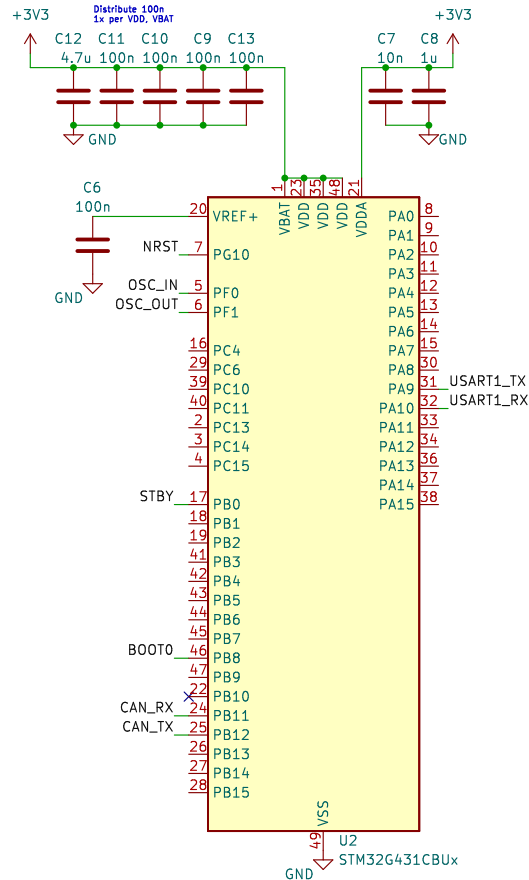 +3V3
Distribute 100n
1x per VDD, VBAT
+3V3
C12
C11
C10
C9
C13
C7
C8
4.7u
100n
100n
100n
100n
10n
1u
GND
GND
1
23
35
48
21
VBAT
VDD
VDD
VDD
VDDA
C6
100n
GND
20
VREF+
NRST
7
PG10
OSC_IN
5
PF0
OSC_OUT
6
PF1
16
PC4
29
PC6
39
PC10
40
PC11
2
PC13
3
PC14
4
PC15
STBY
17
PB0
18
PB1
19
PB2
41
PB3
42
PB4
43
PB5
44
PB6
45
PB7
BOOT0
46
PB8
47
PB9
22
PB10
CAN_RX
24
PB11
CAN_TX
25
PB12
26
PB13
27
PB14
28
PB15
PA0
8
PA1
9
PA2
10
PA3
11
PA4
12
PA5
13
PA6
14
PA7
15
PA8
30
PA9
31
USART1_TX
PA10
32
USART1_RX
PA11
33
PA12
34
PA13
36
PA14
37
PA15
38
VSS
49
U2
STM32G431CBUx
GND